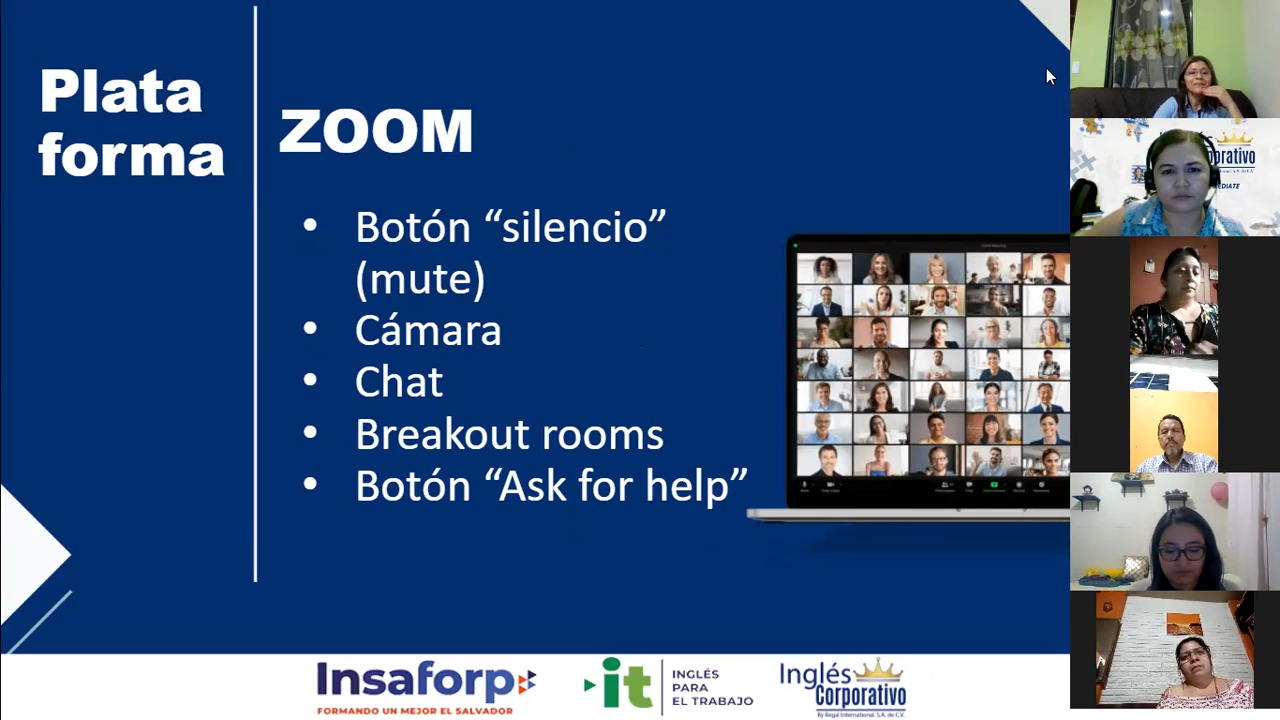 Plata
forma
ZOOM
• Botón “silencio”
(mute)
• Cámara
• Chat
• Breakout rooms
• Botón “Ask for help”
Insaforp
FORMANDO UN MEJOR EL SALVADOR
it
INGLÉS
PARA
EL TRABAJO
Inglés
Corporativo
By Regal International, S.A. de C.V.